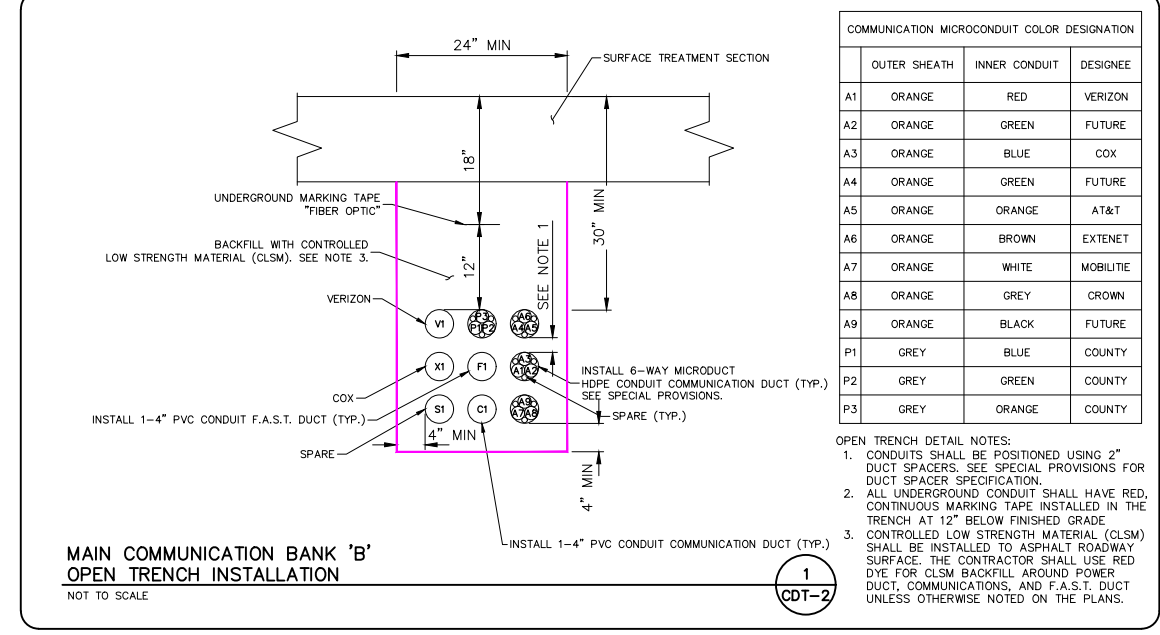 24" MIN
SURFACE TREATMENT SECTION
18"
UNDERGROUND MARKING TAPE
"FIBER OPTIC"
30" MIN
BACKFILL WITH CONTROLLED
LOW STRENGTH MATERIAL (CLSM). SEE NOTE 3.
12"
SEE NOTE 1
VERIZON
V1
P3
P1 P2
A6
A4 A5
COX
X1
F1
A3
A1 A2
INSTALL 6-WAY MICRODUCT
HDPE CONDUIT COMMUNICATION DUCT (TYP.)
SEE SPECIAL PROVISIONS.
INSTALL 1-4" PVC CONDUIT F.A.S.T. DUCT (TYP.)
SPARE (TYP.)
S1
C1
A9
A7 A8
4" MIN
SPARE
4" MIN
INSTALL 1-4" PVC CONDUIT COMMUNICATION DUCT (TYP.)
MAIN COMMUNICATION BANK 'B'
OPEN TRENCH INSTALLATION
NOT TO SCALE
1
CDT-2
COMMUNICATION MICROCONDUIT COLOR DESIGNATION
OUTER SHEATH INNER CONDUIT DESIGNEE
A1 ORANGE RED VERIZON
A2 ORANGE GREEN FUTURE
A3 ORANGE BLUE COX
A4 ORANGE GREEN FUTURE
A5 ORANGE ORANGE AT&T
A6 ORANGE BROWN EXTENET
A7 ORANGE WHITE MOBILITIE
A8 ORANGE GREY CROWN
A9 ORANGE BLACK FUTURE
P1 GREY BLUE COUNTY
P2 GREY GREEN COUNTY
P3 GREY ORANGE COUNTY
OPEN TRENCH DETAIL NOTES:
1. CONDUITS SHALL BE POSITIONED USING 2"
DUCT SPACERS. SEE SPECIAL PROVISIONS FOR
DUCT SPACER SPECIFICATION.
2. ALL UNDERGROUND CONDUIT SHALL HAVE RED,
CONTINUOUS MARKING TAPE INSTALLED IN THE
TRENCH AT 12" BELOW FINISHED GRADE
3. CONTROLLED LOW STRENGTH MATERIAL (CLSM)
SHALL BE INSTALLED TO ASPHALT ROADWAY
SURFACE. THE CONTRACTOR SHALL USE RED
DYE FOR CLSM BACKFILL AROUND POWER
DUCT, COMMUNICATIONS, AND F.A.S.T. DUCT
UNLESS OTHERWISE NOTED ON THE PLANS.